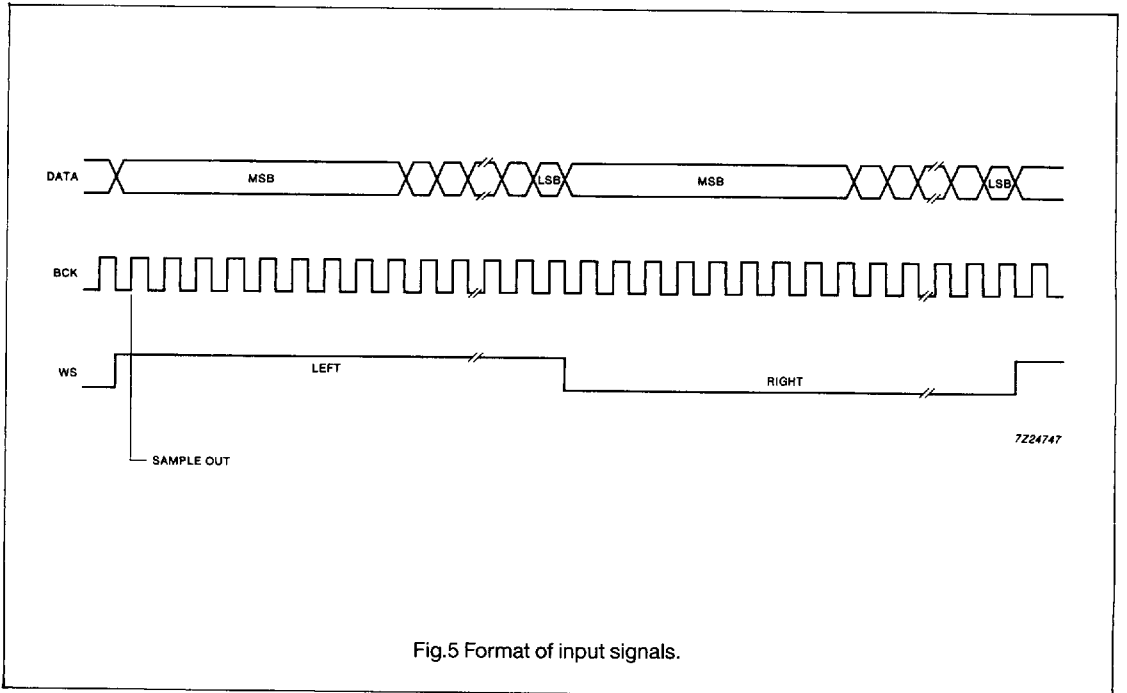 DATA
MSB
LSB
MSB
LSB
BCK
WS
LEFT
RIGHT
7Z24747
SAMPLE OUT
Fig.5 Format of input signals.